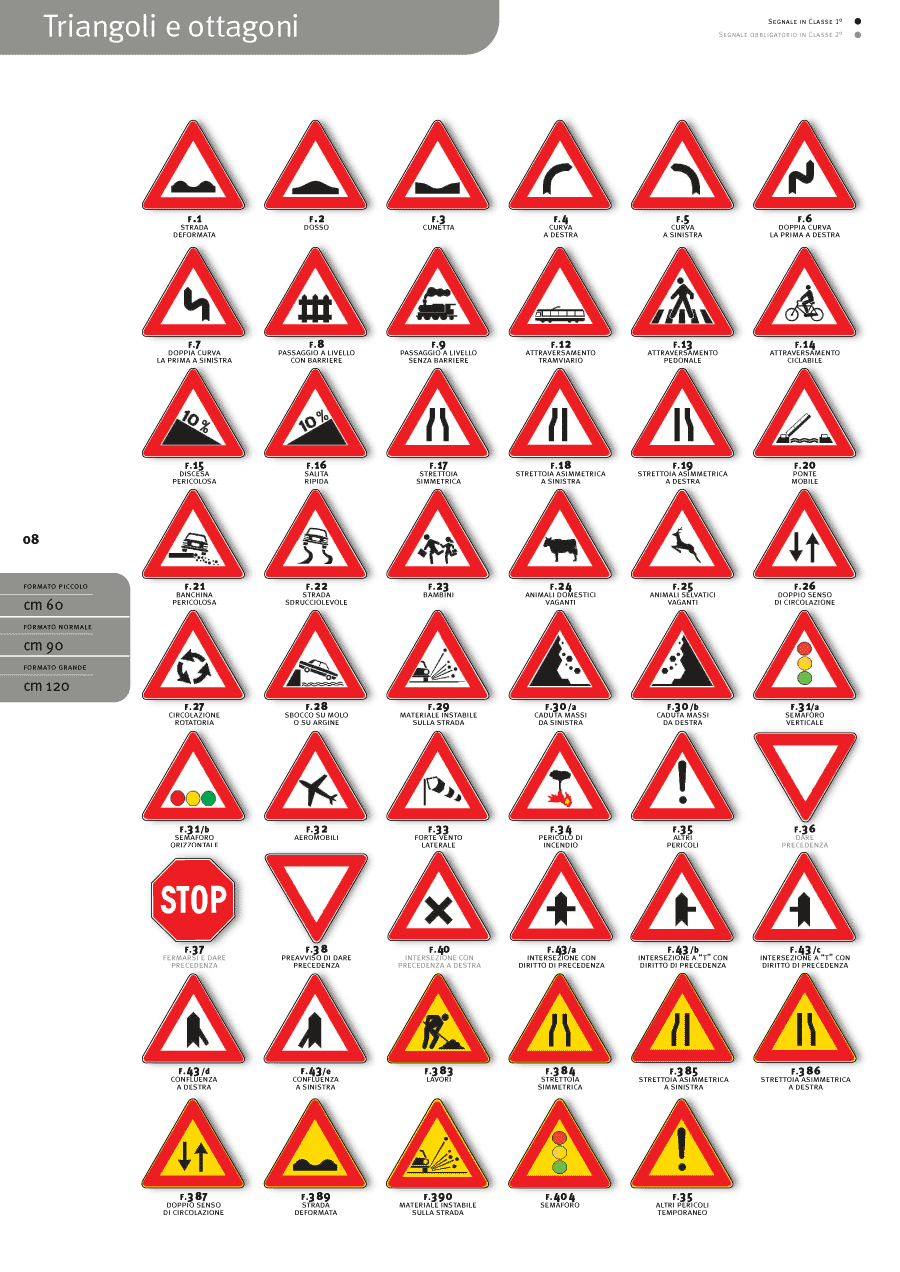 Triangoli e ottagoni
Segnale in Classe 1º
Segnale obbligatorio in Classe 2º
F.1
STRADA
DEFORMATA
F.2
DOSSO
F.3
CUNETTA
F.4
CURVA
A DESTRA
F.5
CURVA
A SINISTRA
F.6
DOPPIA CURVA
LA PRIMA A DESTRA
F.7
DOPPIA CURVA
LA PRIMA A SINISTRA
F.8
PASSAGGIO A LIVELLO
CON BARRIERE
F.9
PASSAGGIO A LIVELLO
SENZA BARRIERE
F.12
ATTRAVERSAMENTO
TRAMVIARIO
F.13
ATTRAVERSAMENTO
PEDONALE
F.14
ATTRAVERSAMENTO
CICLABILE
10%
F.15
DISCESA
PERICOLOSA
10%
F.16
SALITA
RIPIDA
F.17
STRETTOIA
SIMMETRICA
F.18
STRETTOIA ASIMMETRICA
A SINISTRA
F.19
STRETTOIA ASIMMETRICA
A DESTRA
F.20
PONTE
MOBILE
08
FORMATO PICCOLO
cm 60
FORMATO NORMALE
cm 90
FORMATO GRANDE
cm 120
F.21
BANCHINA
PERICOLOSA
F.22
STRADA
SDRUCCIOLEVOLE
F.23
BAMBINI
F.24
ANIMALI DOMESTICI
VAGANTI
F.25
ANIMALI SELVATICI
VAGANTI
F.26
DOPPIO SENSO
DI CIRCOLAZIONE
F.27
CIRCOLAZIONE
ROTATORIA
F.28
SBOCCO SU MOLO
O SU ARGINE
F.29
MATERIALE INSTABILE
SULLA STRADA
F.30/a
CADUTA MASSI
DA SINISTRA
F.30/b
CADUTA MASSI
DA DESTRA
F.31/a
SEMAFORO
VERTICALE
F.31/b
SEMAFORO
ORIZZONTALE
F.32
AEROMOBILI
F.33
FORTE VENTO
LATERALE
F.34
PERICOLO DI
INCENDIO
F.35
ALTRI
PERICOLI
F.36
DARE
PRECEDENZA
STOP
F.37
FERMARSI E DARE
PRECEDENZA
F.38
PREAVVISO DI DARE
PRECEDENZA
F.40
INTERSEZIONE CON
PRECEDENZA A DESTRA
F.43/a
INTERSEZIONE CON
DIRITTO DI PRECEDENZA
F.43/b
INTERSEZIONE A "T" CON
DIRITTO DI PRECEDENZA
F.43/c
INTERSEZIONE A "T" CON
DIRITTO DI PRECEDENZA
F.43/d
CONFLUENZA
A DESTRA
F.43/e
CONFLUENZA
A SINISTRA
F.383
LAVORI
F.384
STRETTOIA
SIMMETRICA
F.385
STRETTOIA ASIMMETRICA
A SINISTRA
F.386
STRETTOIA ASIMMETRICA
A DESTRA
F.387
DOPPIO SENSO
DI CIRCOLAZIONE
F.389
STRADA
DEFORMATA
F.390
MATERIALE INSTABILE
SULLA STRADA
F.404
SEMAFORO
F.35
ALTRI PERICOLI
TEMPORANEO